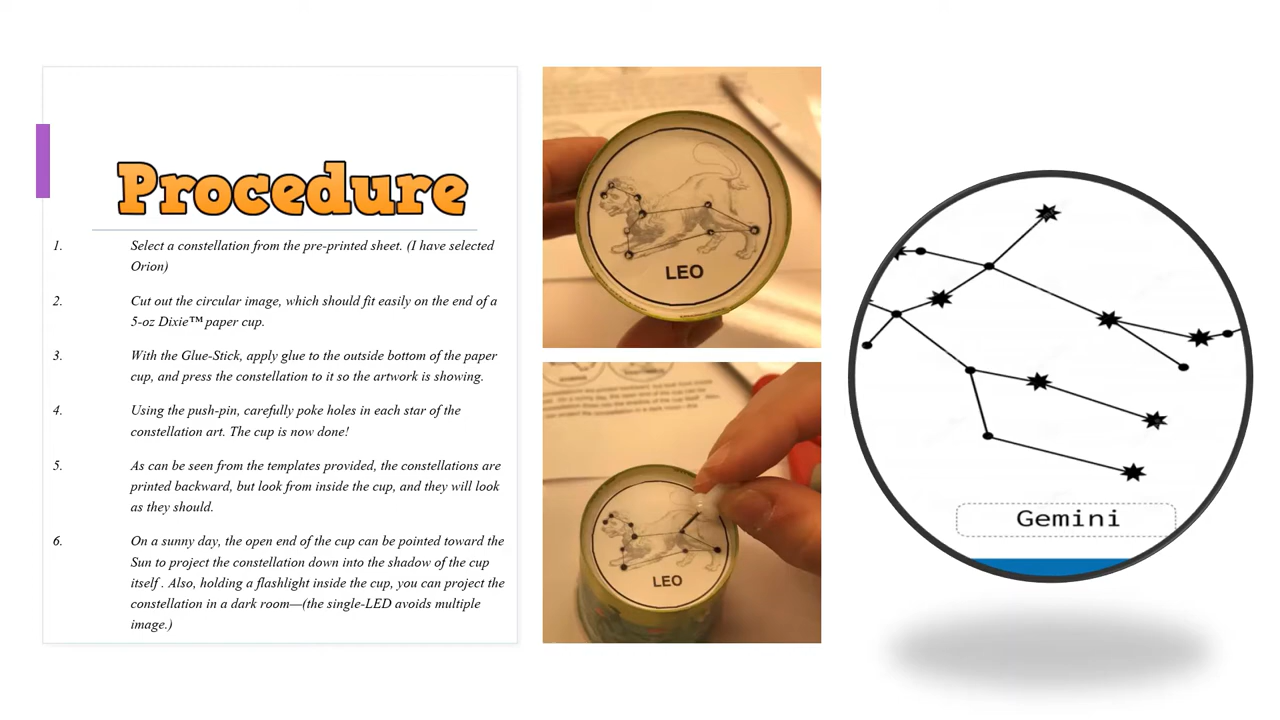 Procedure
1. Select a constellation from the pre-printed sheet. (I have selected
Orion)
2. Cut out the circular image, which should fit easily on the end of a
5-oz Dixie™ paper cup.
3. With the Glue-Stick, apply glue to the outside bottom of the paper
cup, and press the constellation to it so the artwork is showing.
4. Using the push-pin, carefully poke holes in each star of the
constellation art. The cup is now done!
5. As can be seen from the templates provided, the constellations are
printed backward, but look from inside the cup, and they will look
as they should.
6. On a sunny day, the open end of the cup can be pointed toward the
Sun to project the constellation down into the shadow of the cup
itself . Also, holding a flashlight inside the cup, you can project the
constellation in a dark room—(the single-LED avoids multiple
image.)
LEO
LEO
Gemini